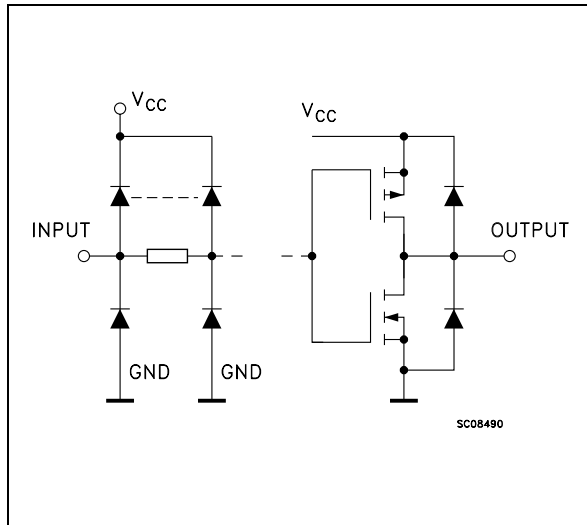 VCC
VCC
INPUT
OUTPUT
GND
GND
SC08490